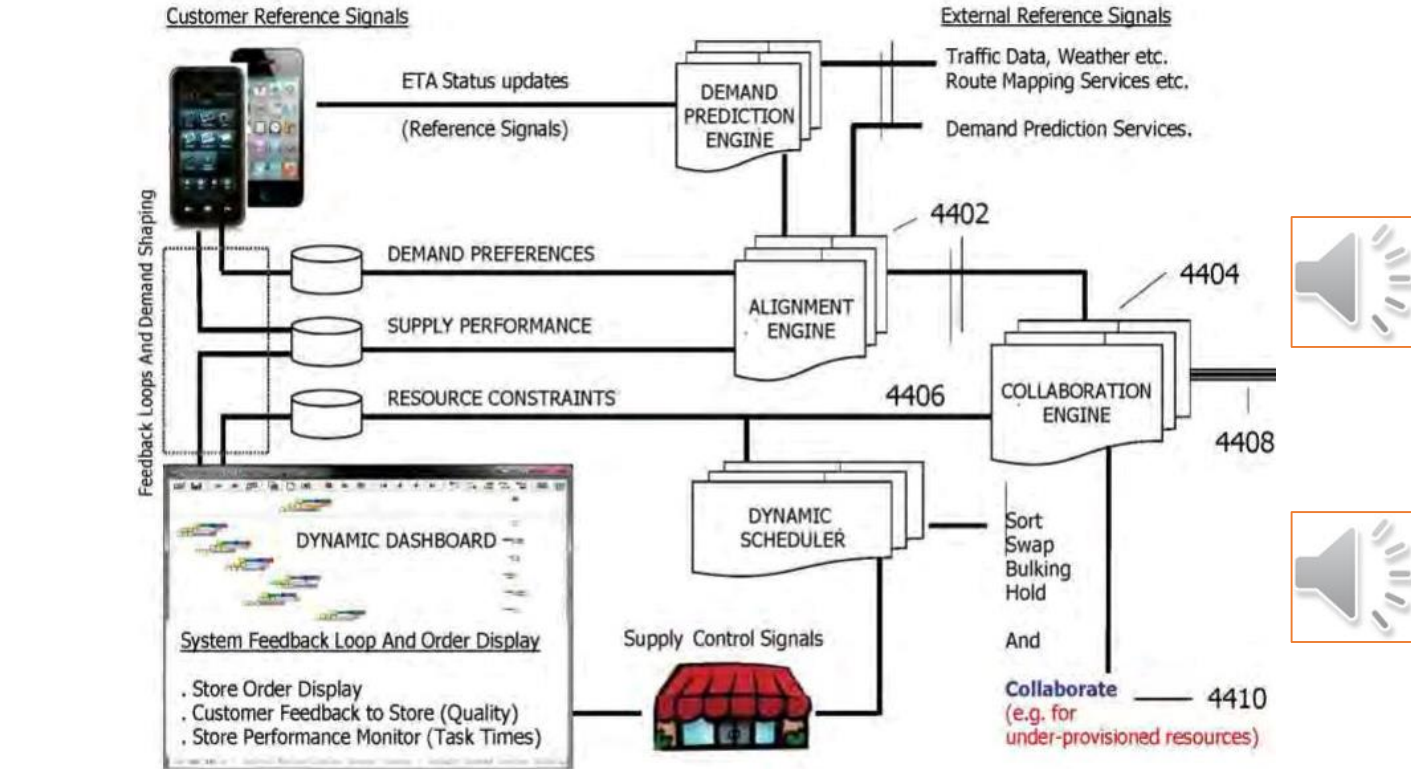 Customer Reference Signals
External Reference Signals
ETA Status updates
(Reference Signals)
DEMAND
PREDICTION
ENGINE
Traffic Data, Weather etc.
Route Mapping Services etc.
Demand Prediction Services.
Feedback Loops And Demand Shaping
4402
DEMAND PREFERENCES
ALIGNMENT
ENGINE
4404
SUPPLY PERFORMANCE
RESOURCE CONSTRAINTS
4406
COLLABORATION
ENGINE
4408
DYNAMIC
SCHEDULER
Sort
Swap
Bulking
Hold
And
Collaborate
(e.g. for
under-provisioned resources)
4410
DYNAMIC DASHBOARD
System Feedback Loop And Order Display
. Store Order Display
. Customer Feedback to Store (Quality)
. Store Performance Monitor (Task Times)
Supply Control Signals